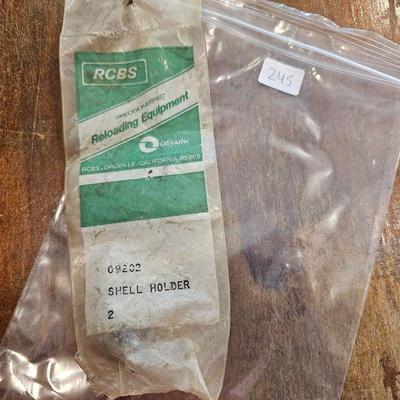 RCBS
PRECISIONEERED
Reloading Equipment
OMARK
RCBS • OROVILLE, CALIFORNIA 95965
09202
SHELL HOLDER
2
245